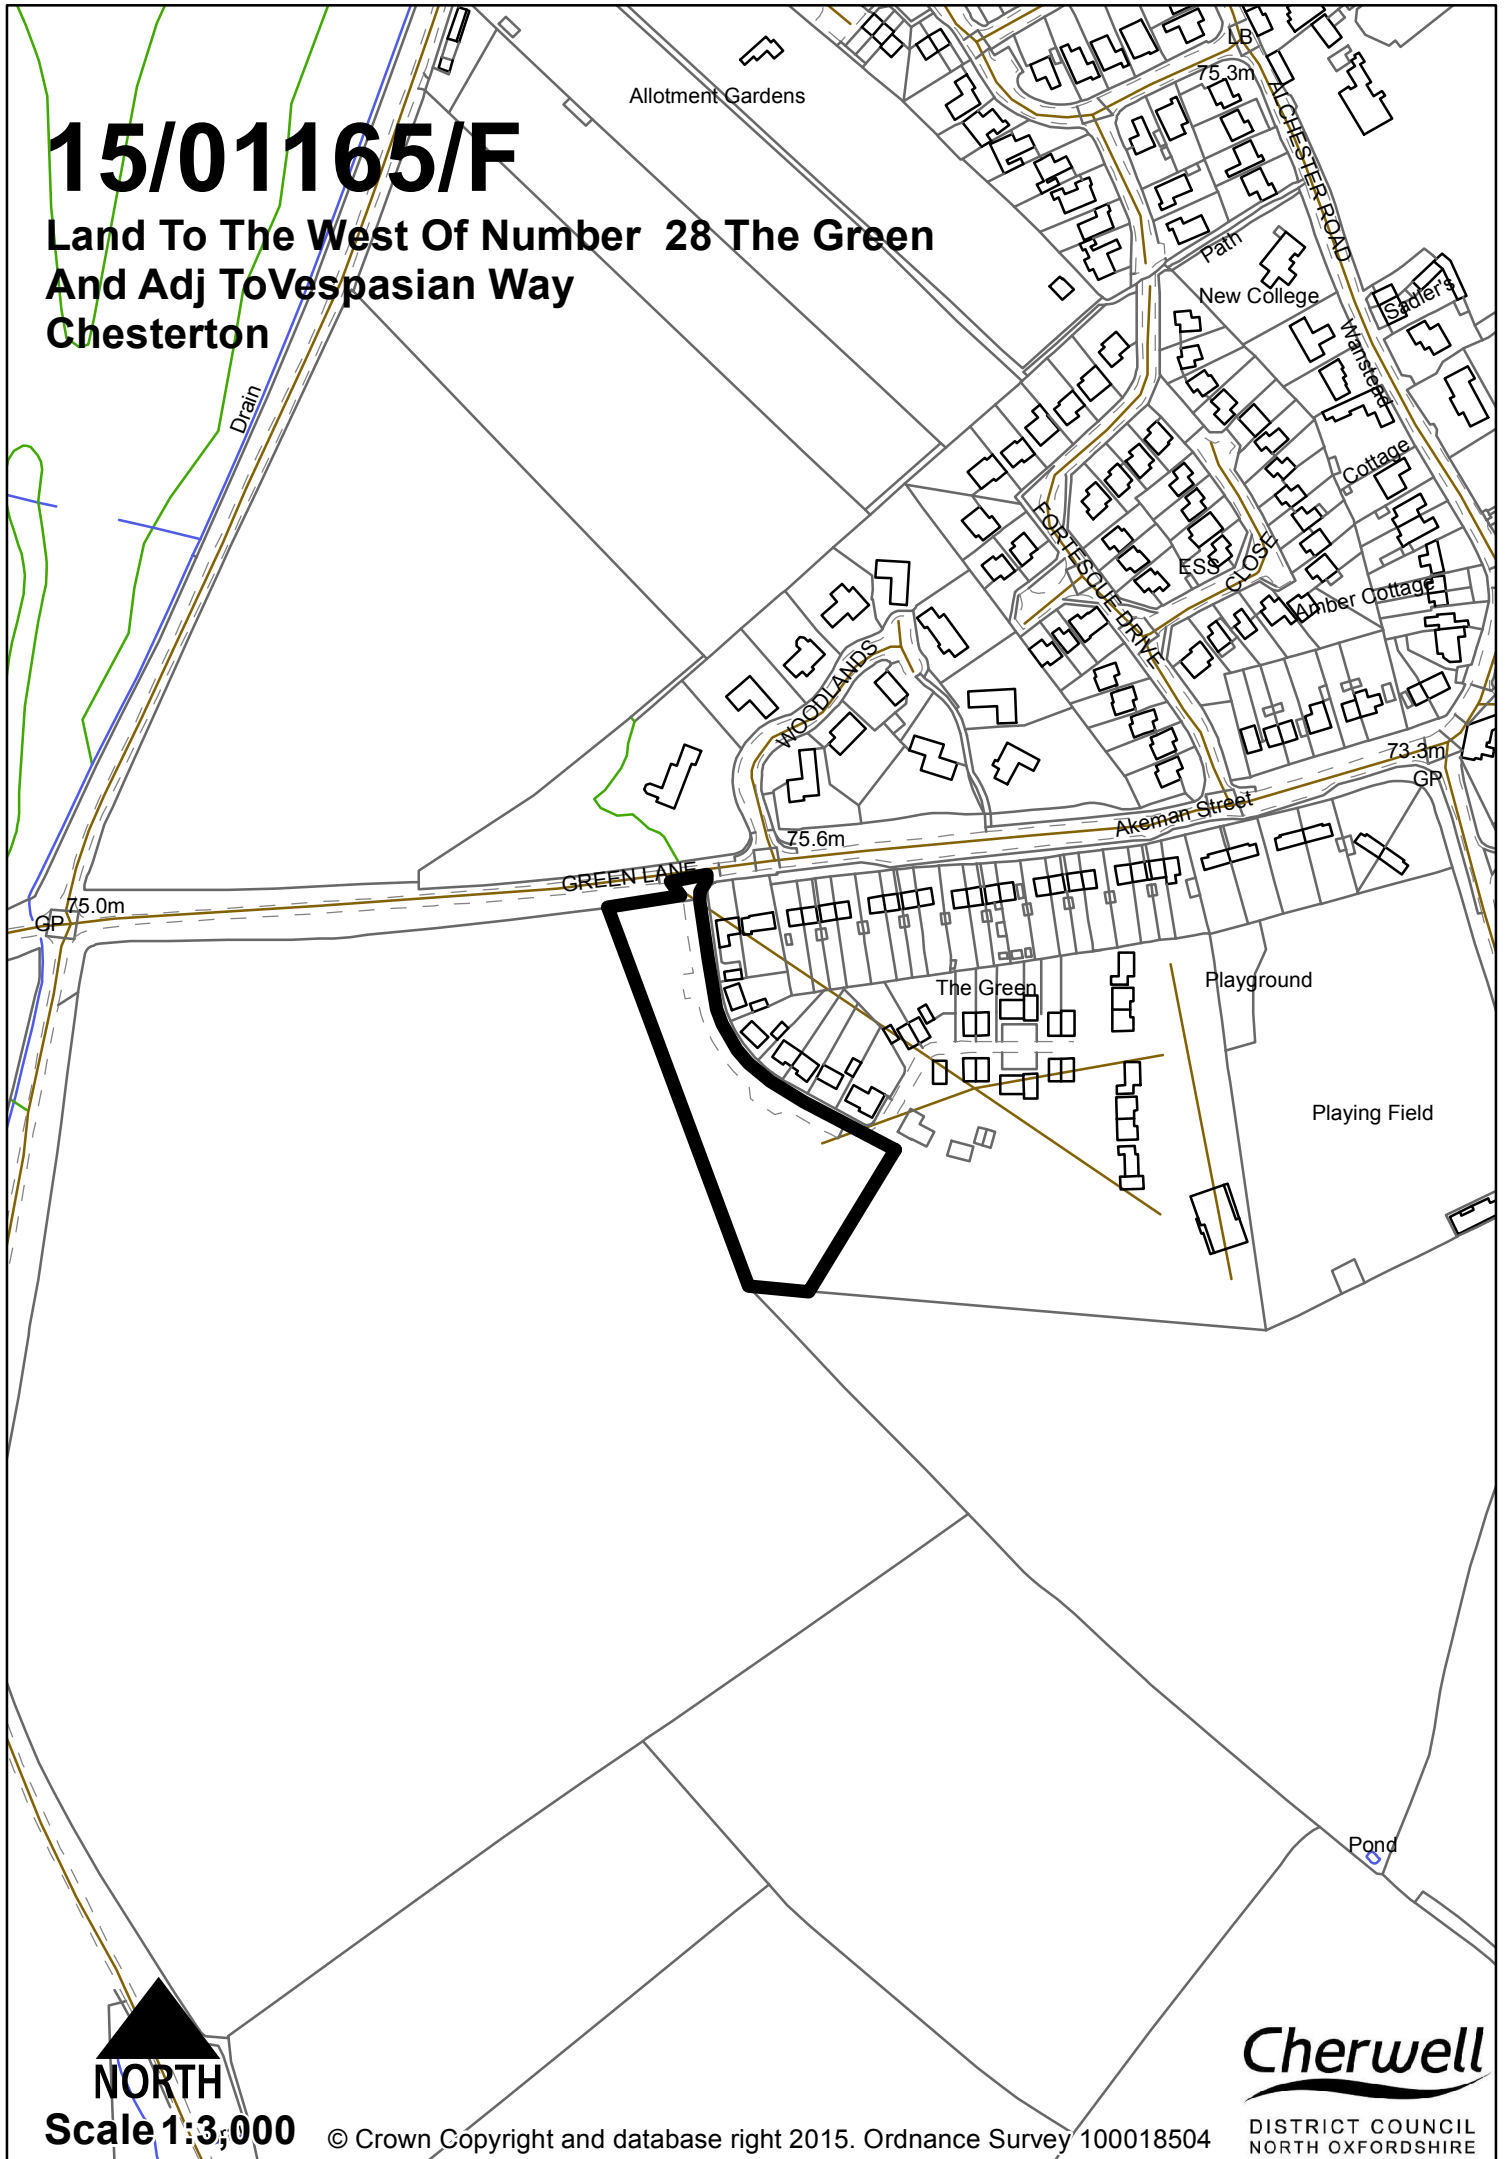 LB
75.3m
Allotment Gardens
ALCHESTER ROAD
15/01165/F
Land To The West Of Number  28 The Green
And Adj ToVespasian Way
Chesterton
Path
New College
Sadler's
Wanstead
Drain
Cottage
FORTESCUE DRIVE
ESS
CLOSE
Amber Cottage
WOODLANDS
73.3m
GP
Akeman Street
75.6m
GREEN LANE
75.0m
GP
The Green
Playground
Playing Field
Pond
NORTH
Scale 1:3,000
© Crown Copyright and database right 2015. Ordnance Survey 100018504
Cherwell
DISTRICT COUNCIL
NORTH OXFORDSHIRE